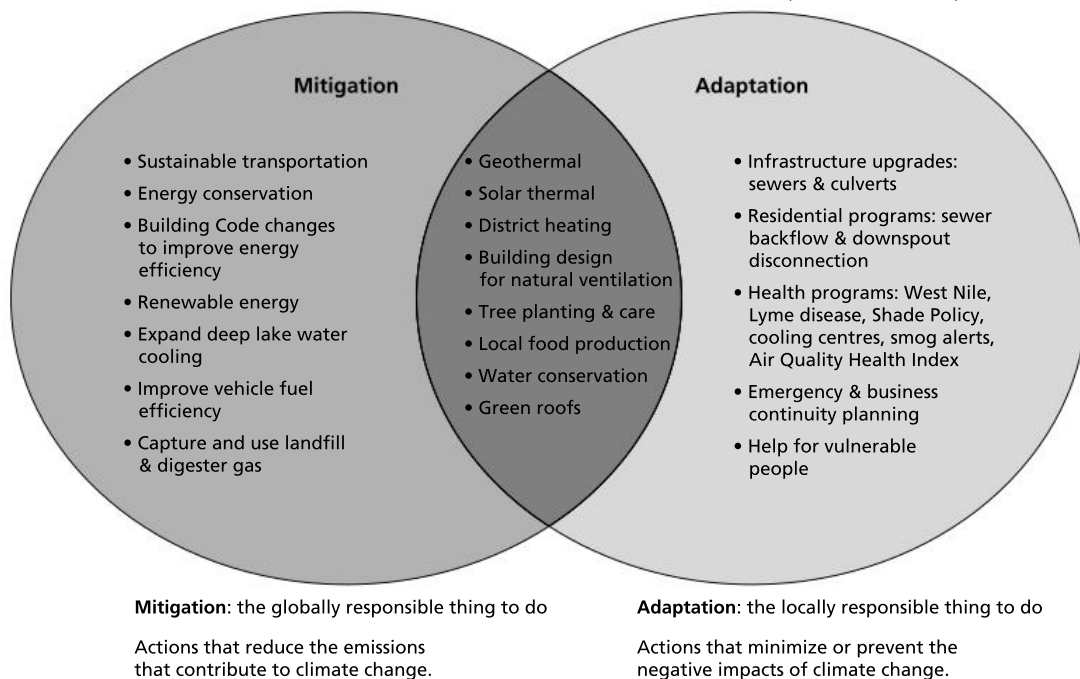 Mitigation
• Sustainable transportation
• Energy conservation
• Building Code changes
to improve energy
efficiency
• Renewable energy
• Expand deep lake water
cooling
• Improve vehicle fuel
efficiency
• Capture and use landfill
& digester gas
• Geothermal
• Solar thermal
• District heating
• Building design
for natural ventilation
• Tree planting & care
• Local food production
• Water conservation
• Green roofs
Adaptation
• Infrastructure upgrades:
sewers & culverts
• Residential programs: sewer
backflow & downspout
disconnection
• Health programs: West Nile,
Lyme disease, Shade Policy,
cooling centres, smog alerts,
Air Quality Health Index
• Emergency & business
continuity planning
• Help for vulnerable
people
Mitigation: the globally responsible thing to do
Actions that reduce the emissions
that contribute to climate change.
Adaptation: the locally responsible thing to do
Actions that minimize or prevent the
negative impacts of climate change.